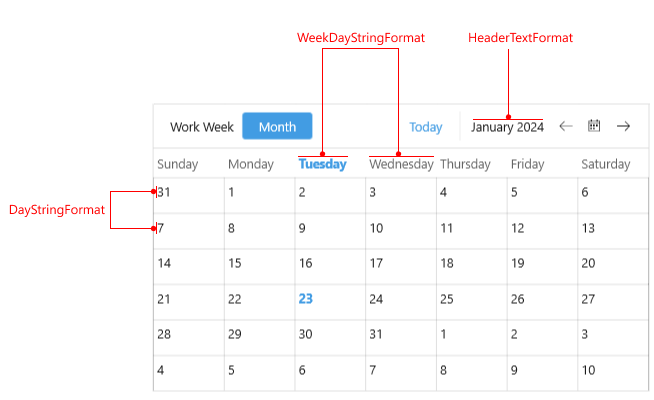 WeekDayStringFormat HeaderTextFormat
Work Week Month Today January 2024
Sunday Monday Tuesday Wednesday Thursday Friday Saturday
31 1 2 3 4 5 6
DayStringFormat
7 8 9 10 11 12 13
14 15 16 17 18 19 20
21 22 23 24 25 26 27
28 29 30 31 1 2 3
4 5 6 7 8 9 10